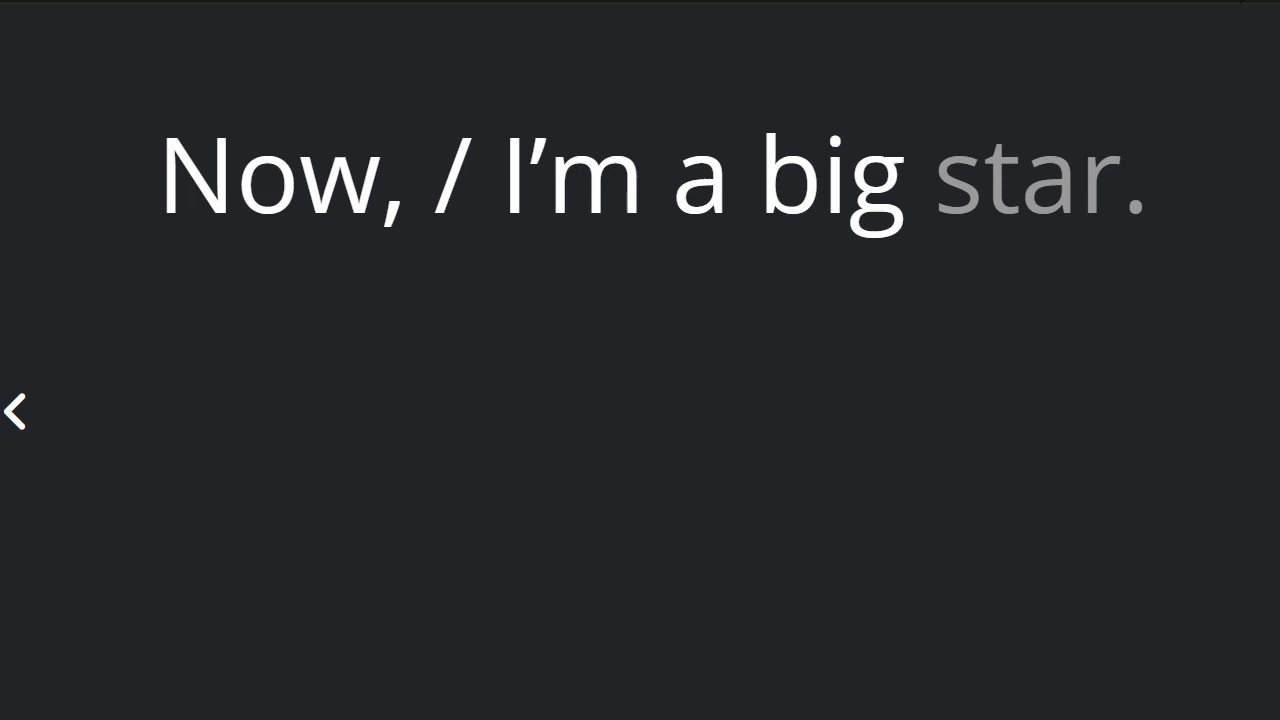 Now, / I’m a big star.